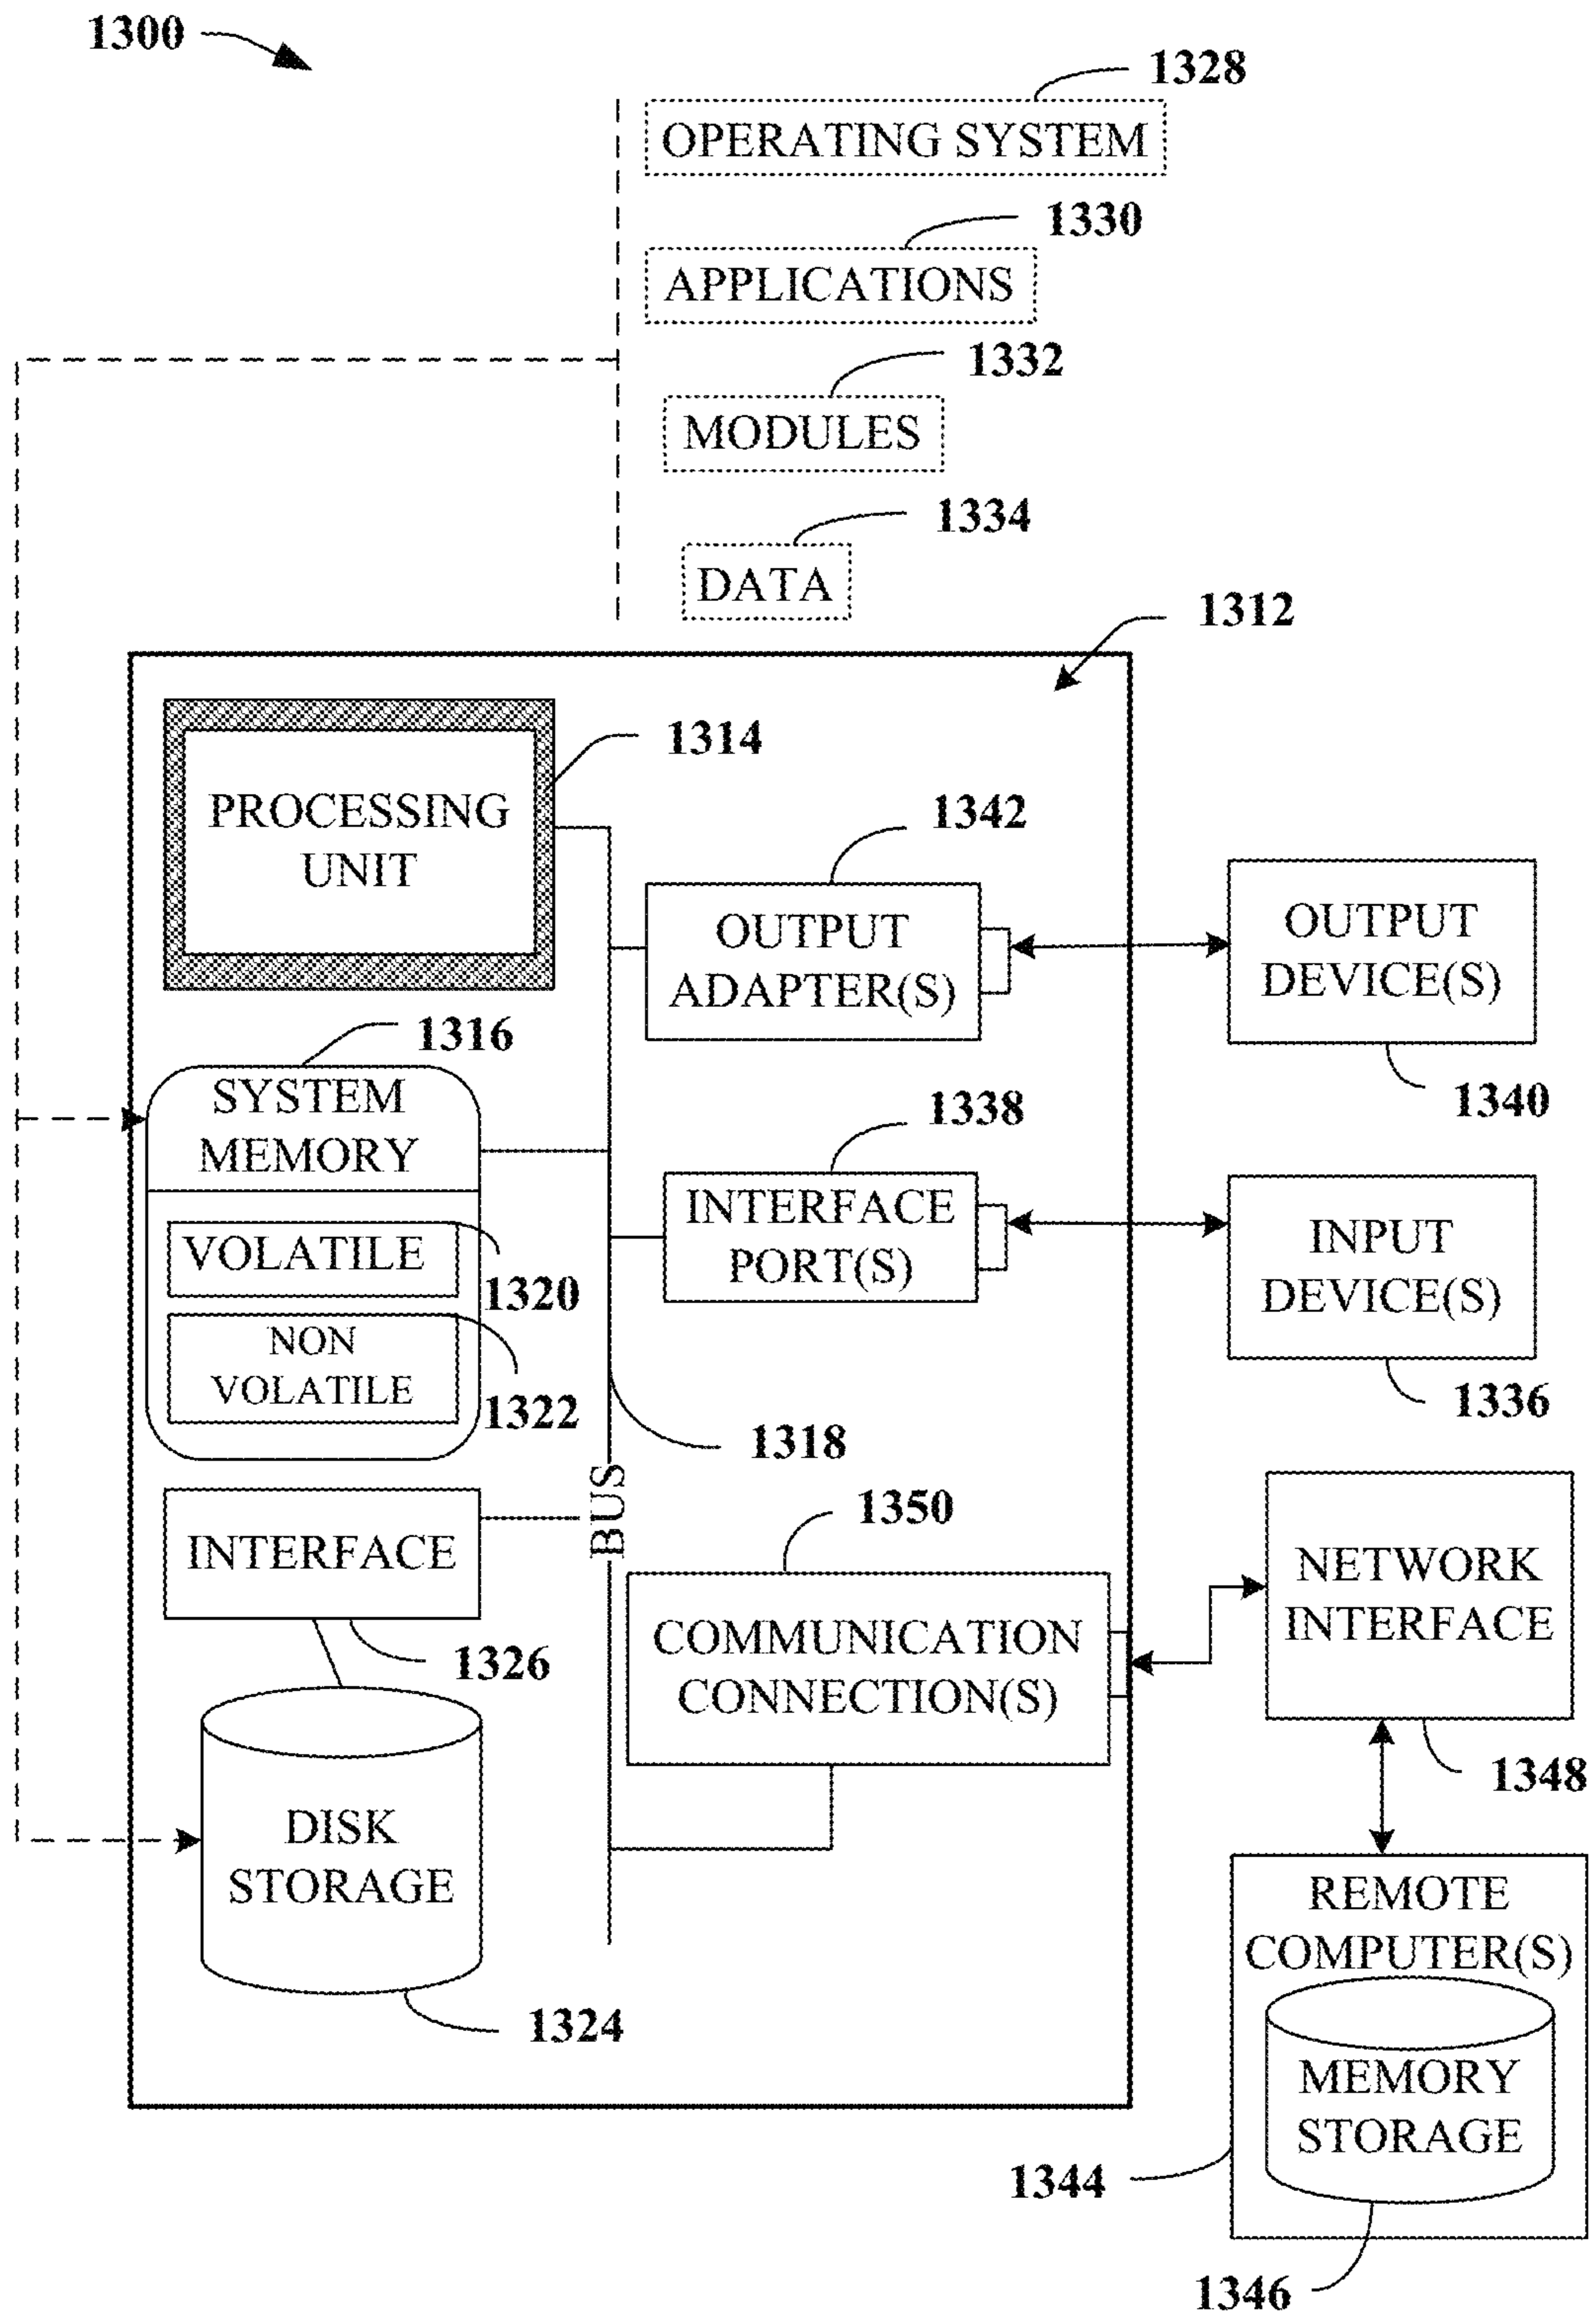 1300
1328
OPERATING SYSTEM
1330
APPLICATIONS
1332
MODULES
1334
DATA
1312
PROCESSING
UNIT
1314
1342
OUTPUT
ADAPTER(S)
OUTPUT
DEVICE(S)
1340
1316
SYSTEM
MEMORY
VOLATILE
1320
NON
VOLATILE
1322
1338
INTERFACE
PORT(S)
INPUT
DEVICE(S)
1336
1318
BUS
INTERFACE
1326
1350
COMMUNICATION
CONNECTION(S)
NETWORK
INTERFACE
1348
DISK
STORAGE
1324
REMOTE
COMPUTER(S)
MEMORY
STORAGE
1344
1346